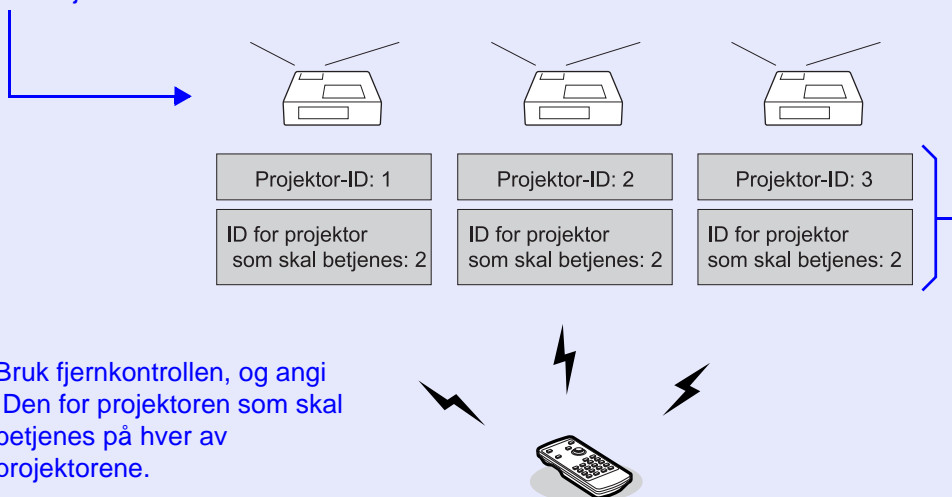 Projektor-ID: 1
Projektor-ID: 2
Projektor-ID: 3
ID for projektor
som skal betjenes: 2
ID for projektor
som skal betjenes: 2
ID for projektor
som skal betjenes: 2
Bruk fjernkontrollen, og angi
Den for projektoren som skal
betjenes på hver av
projektorene.